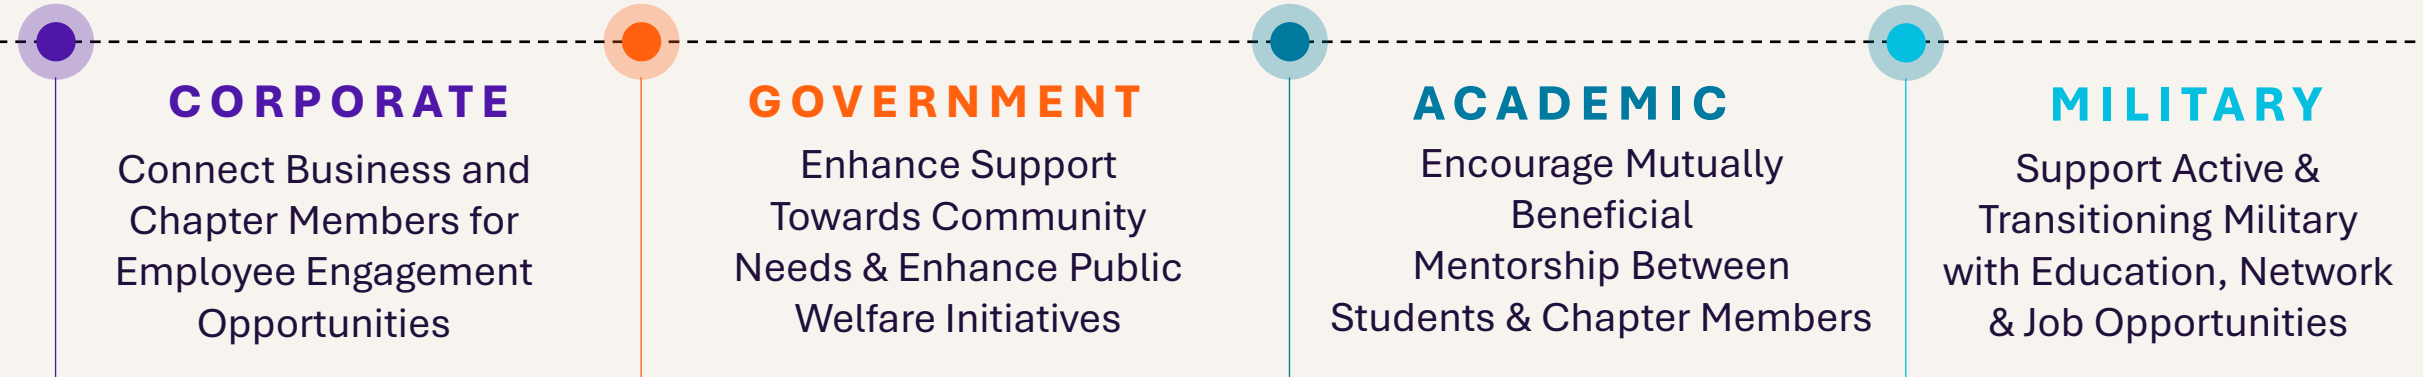 CORPORATE
Connect Business and
Chapter Members for
Employee Engagement
Opportunities
GOVERNMENT
Enhance Support
Towards Community
Needs & Enhance Public
Welfare Initiatives
ACADEMIC
Encourage Mutually
Beneficial
Mentorship Between
Students & Chapter Members
MILITARY
Support Active &
Transitioning Military
with Education, Network
& Job Opportunities